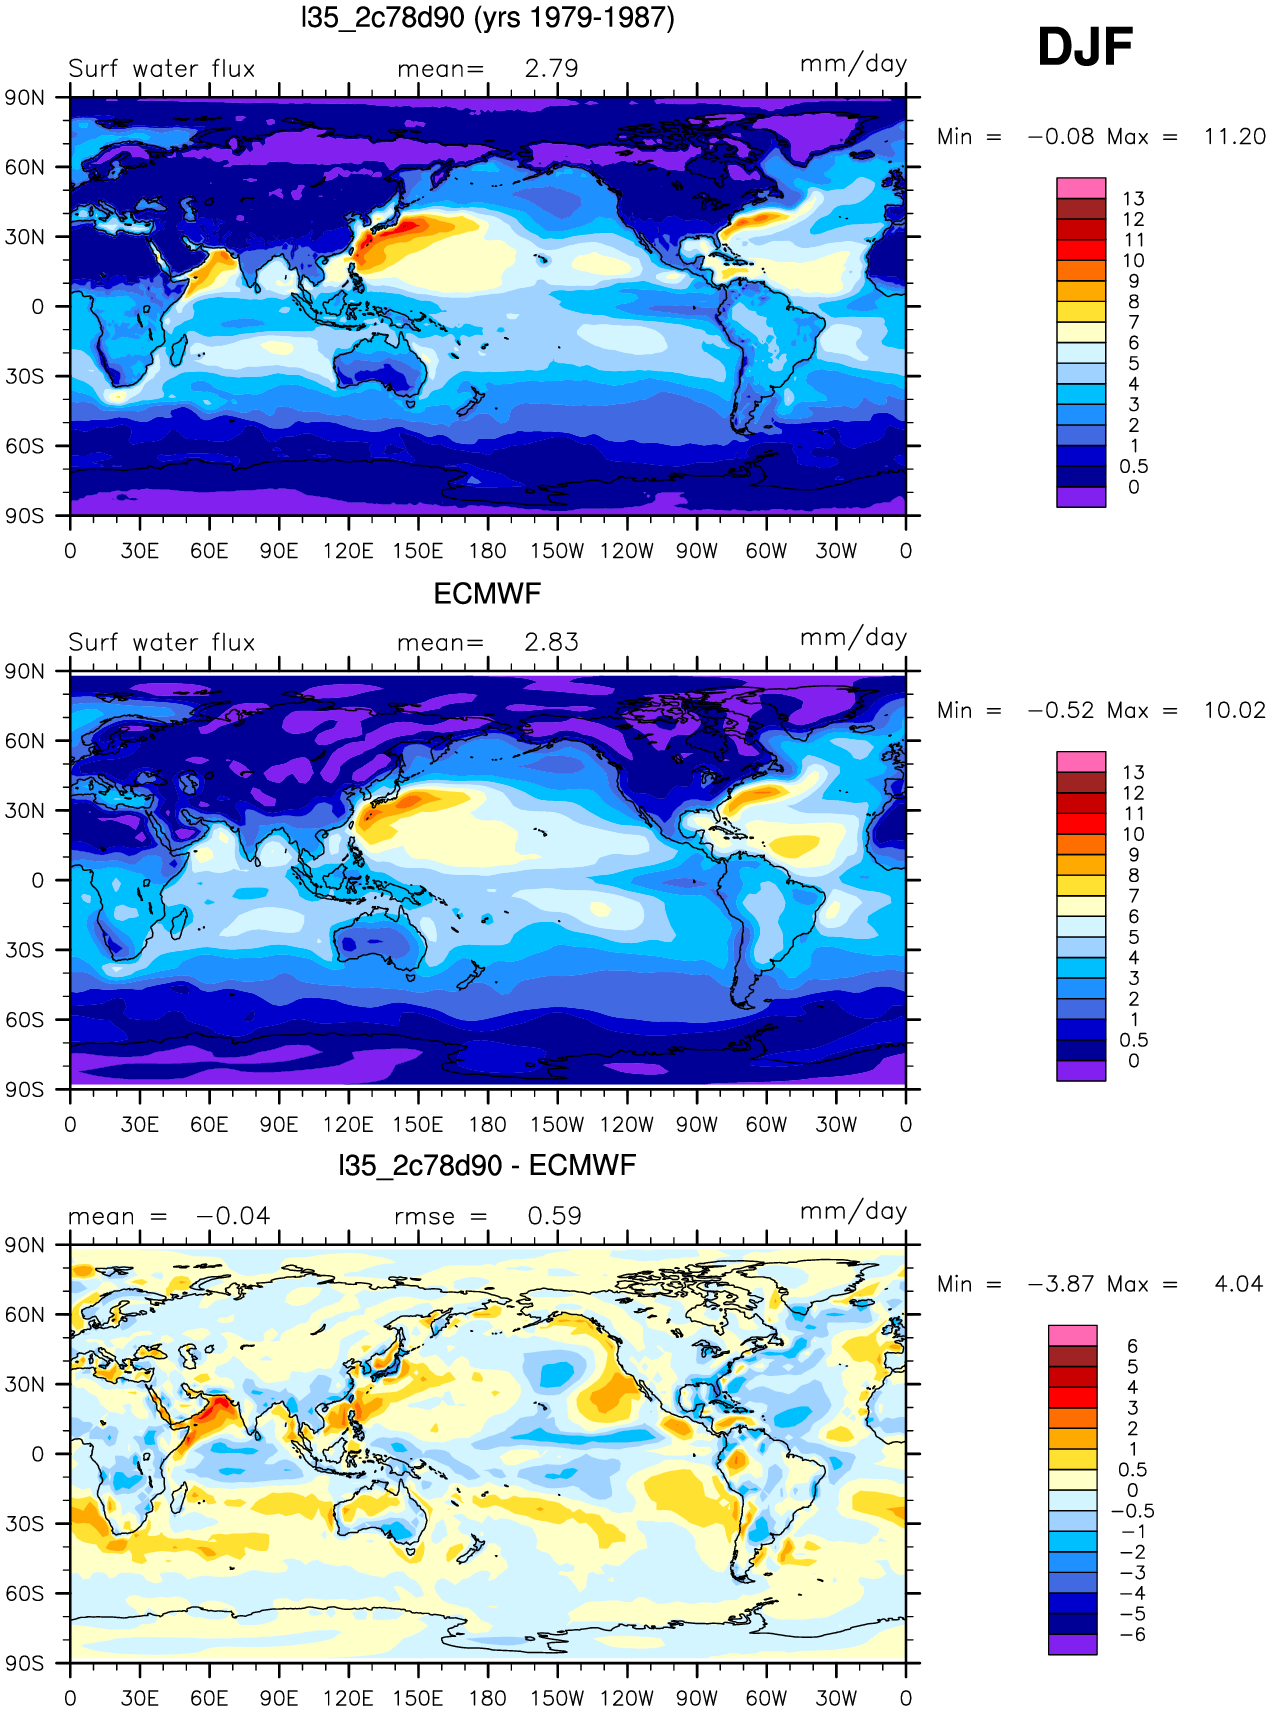 l35_2c78d90 (yrs 1979-1987)
DJF
Surf water flux mean= 2.79 mm/day
Min = −0.08 Max = 11.20
90N
60N
30N
0
30S
60S
90S
0 30E 60E 90E 120E 150E 180 150W 120W 90W 60W 30W 0
13
12
11
10
9
8
7
6
5
4
3
2
1
0.5
0
ECMWF
Surf water flux mean= 2.83 mm/day
Min = −0.52 Max = 10.02
90N
60N
30N
0
30S
60S
90S
0 30E 60E 90E 120E 150E 180 150W 120W 90W 60W 30W 0
13
12
11
10
9
8
7
6
5
4
3
2
1
0.5
0
l35_2c78d90 - ECMWF
mean = −0.04 rmse = 0.59 mm/day
Min = −3.87 Max = 4.04
90N
60N
30N
0
30S
60S
90S
0 30E 60E 90E 120E 150E 180 150W 120W 90W 60W 30W 0
6
5
4
3
2
1
0.5
0
−0.5
−1
−2
−3
−4
−5
−6